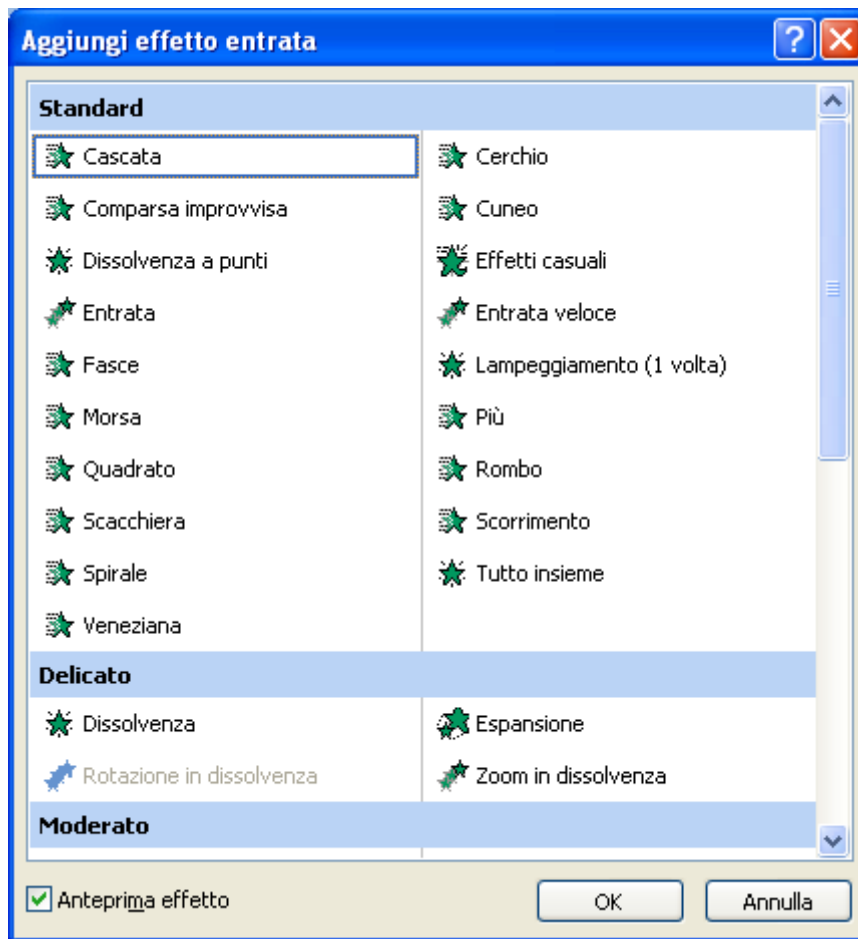 Aggiungi effetto entrata
Standard
Cascata
Cerchio
Comparsa improvvisa
Cuneo
Dissolvenza a punti
Effetti casuali
Entrata
Entrata veloce
Fasce
Lampeggiamento (1 volta)
Morsa
Più
Quadrato
Rombo
Scacchiera
Scorrimento
Spirale
Tutto insieme
Veneziana
Delicato
Dissolvenza
Espansione
Rotazione in dissolvenza
Zoom in dissolvenza
Moderato
Anteprima effetto
OK
Annulla